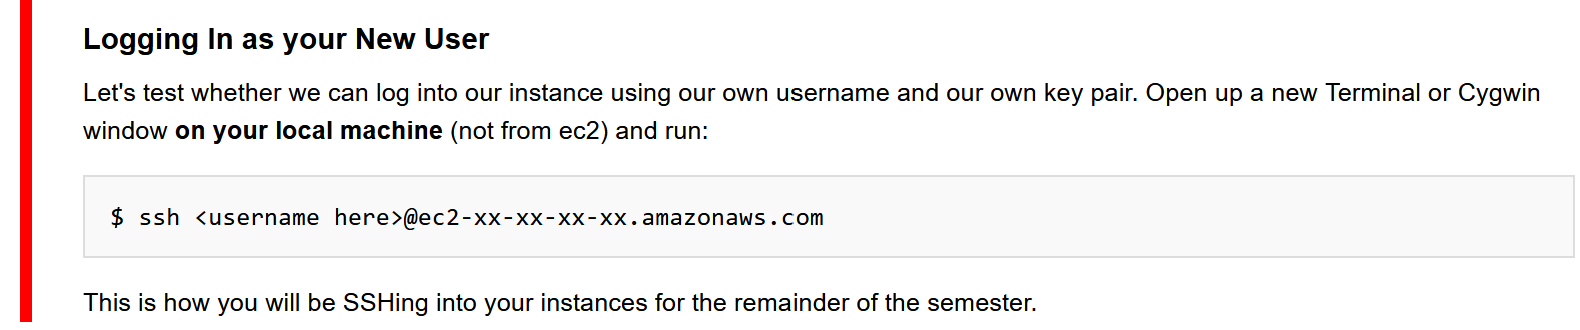 Logging In as your New User
Let's test whether we can log into our instance using our own username and our own key pair. Open up a new Terminal or Cygwin
window on your local machine (not from ec2) and run:
$ ssh <username here>@ec2-xx-xx-xx-xx.amazonaws.com
This is how you will be SSHing into your instances for the remainder of the semester.